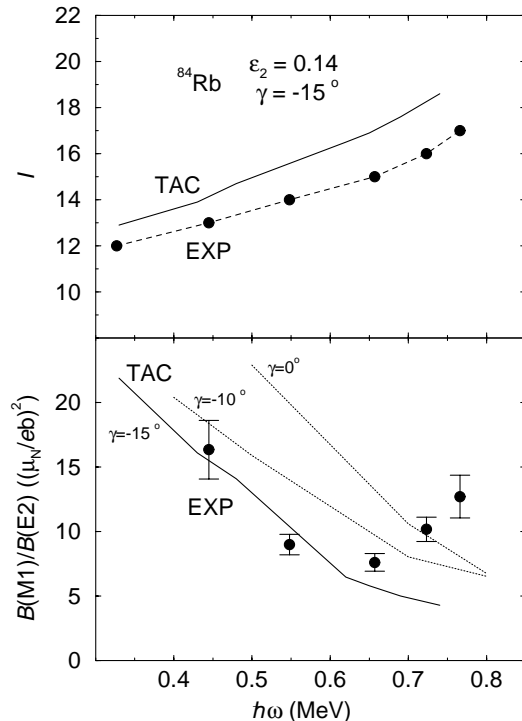 20
18
16
14
12
10
I
⁸⁴Rb
ε₂ = 0.14
γ = -15°
TAC
EXP
20
15
10
5
0
B(M1)/B(E2) ((μN/eb)²)
TAC
γ=-15°
γ=-10°
γ=0°
EXP
0.4 0.5 0.6 0.7 0.8
ħω (MeV)